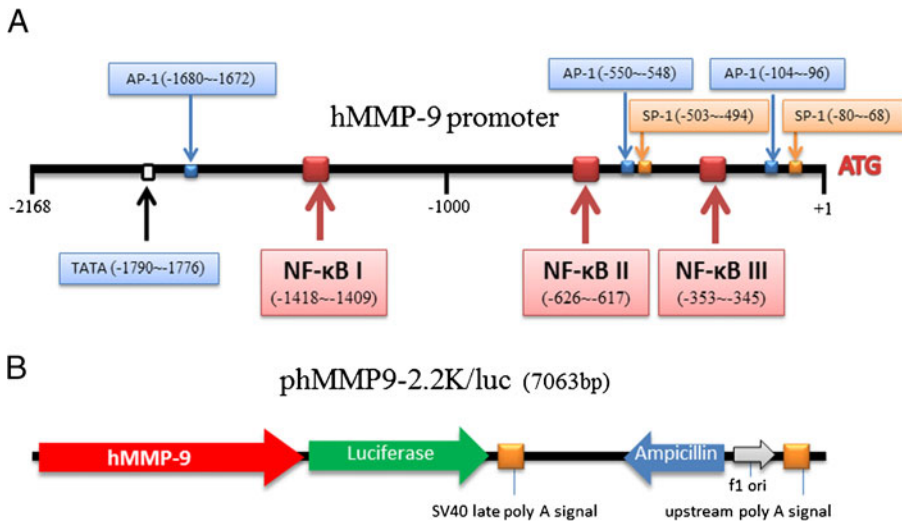 A
AP-1(-1680~-1672)
AP-1(-550~-548)
AP-1(-104~-96)
hMMP-9 promoter
SP-1(-503~-494)
SP-1(-80~-68)
ATG
-2168
-1000
+1
TATA(-1790~-1776)
NF-κB I
(-1418~-1409)
NF-κB II
(-626~-617)
NF-κB III
(-353~-345)
B
phMMP9-2.2K/luc (7063bp)
hMMP-9
Luciferase
Ampicillin
f1 ori
SV40 late poly A signal
upstream poly A signal